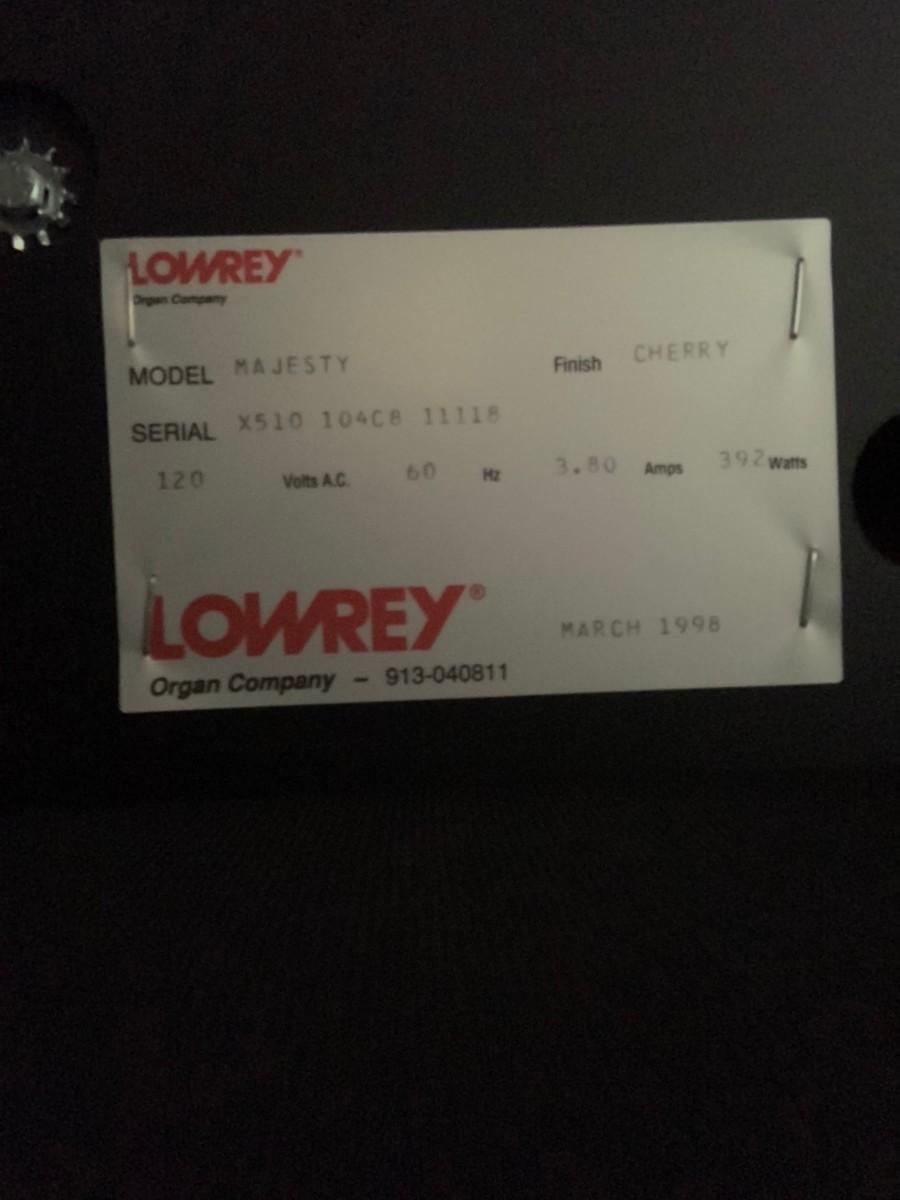 LOWREY®
Organ Company
MODEL MAJESTY Finish CHERRY
SERIAL X510 104C8 11118
120 Volts A.C. 60 Hz 3.80 Amps 392 Watts
LOWREY® MARCH 1998
Organ Company – 913-040811